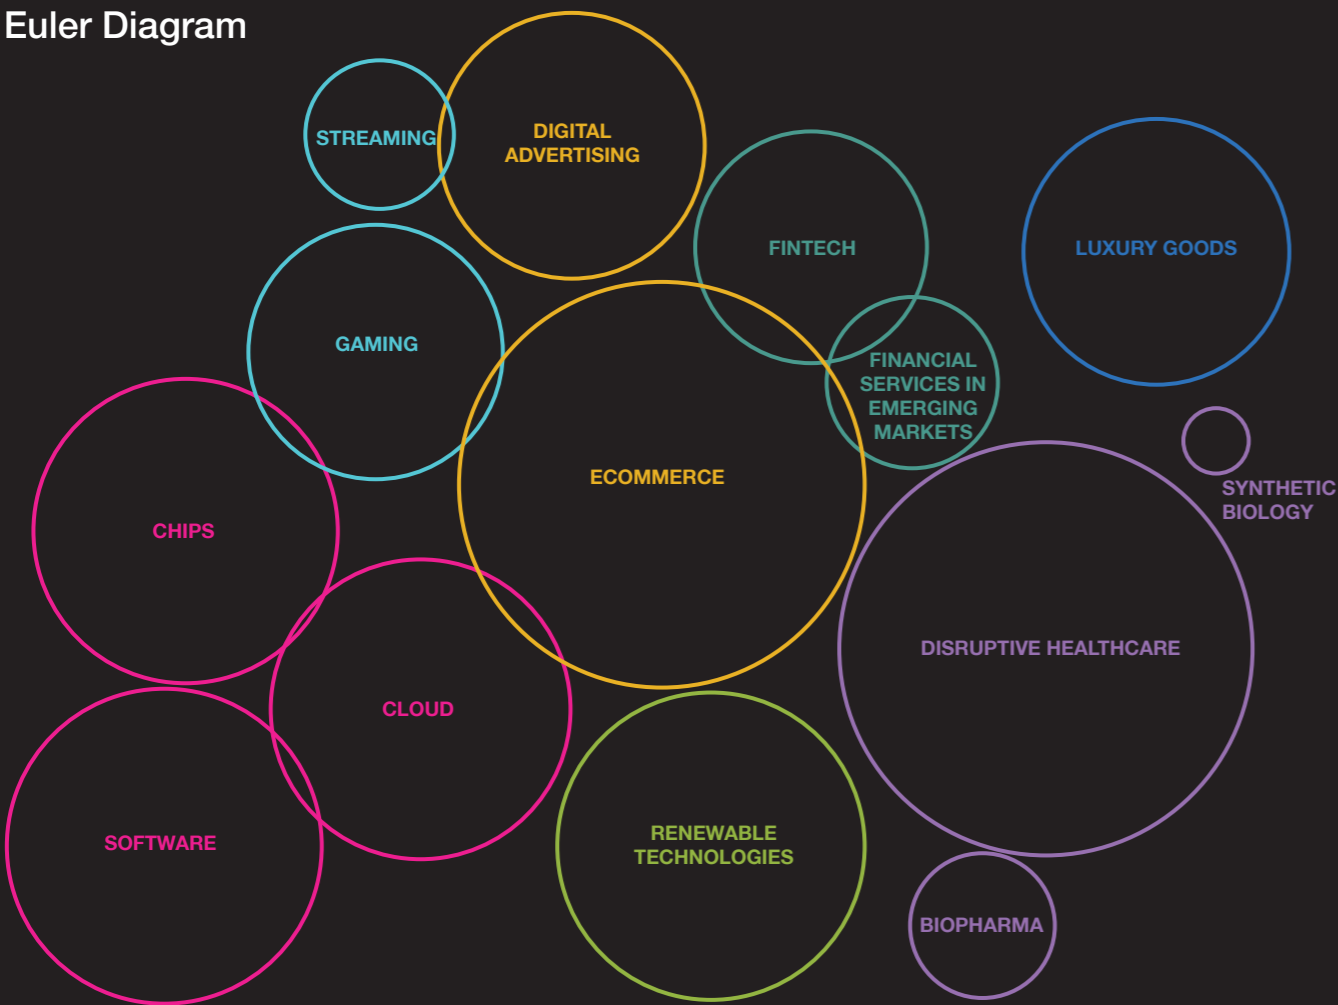 Euler Diagram
STREAMING
DIGITAL
ADVERTISING
FINTECH
LUXURY GOODS
GAMING
FINANCIAL
SERVICES IN
EMERGING
MARKETS
ECOMMERCE
SYNTHETIC
BIOLOGY
CHIPS
DISRUPTIVE HEALTHCARE
CLOUD
SOFTWARE
RENEWABLE
TECHNOLOGIES
BIOPHARMA